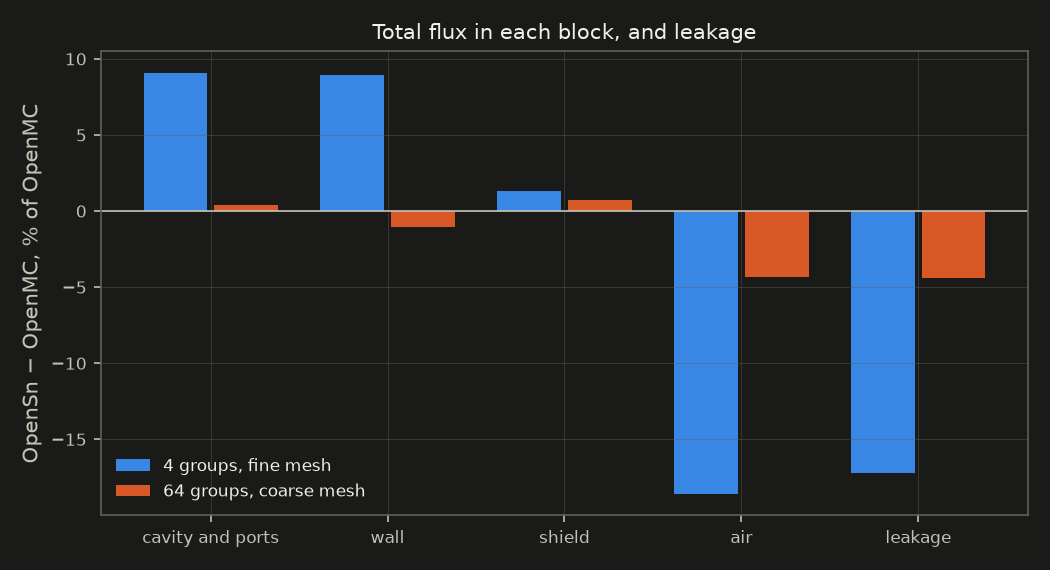 Total flux in each block, and leakage
OpenSn − OpenMC, % of OpenMC
10
5
0
−5
−10
−15
4 groups, fine mesh
64 groups, coarse mesh
cavity and ports
wall
shield
air
leakage